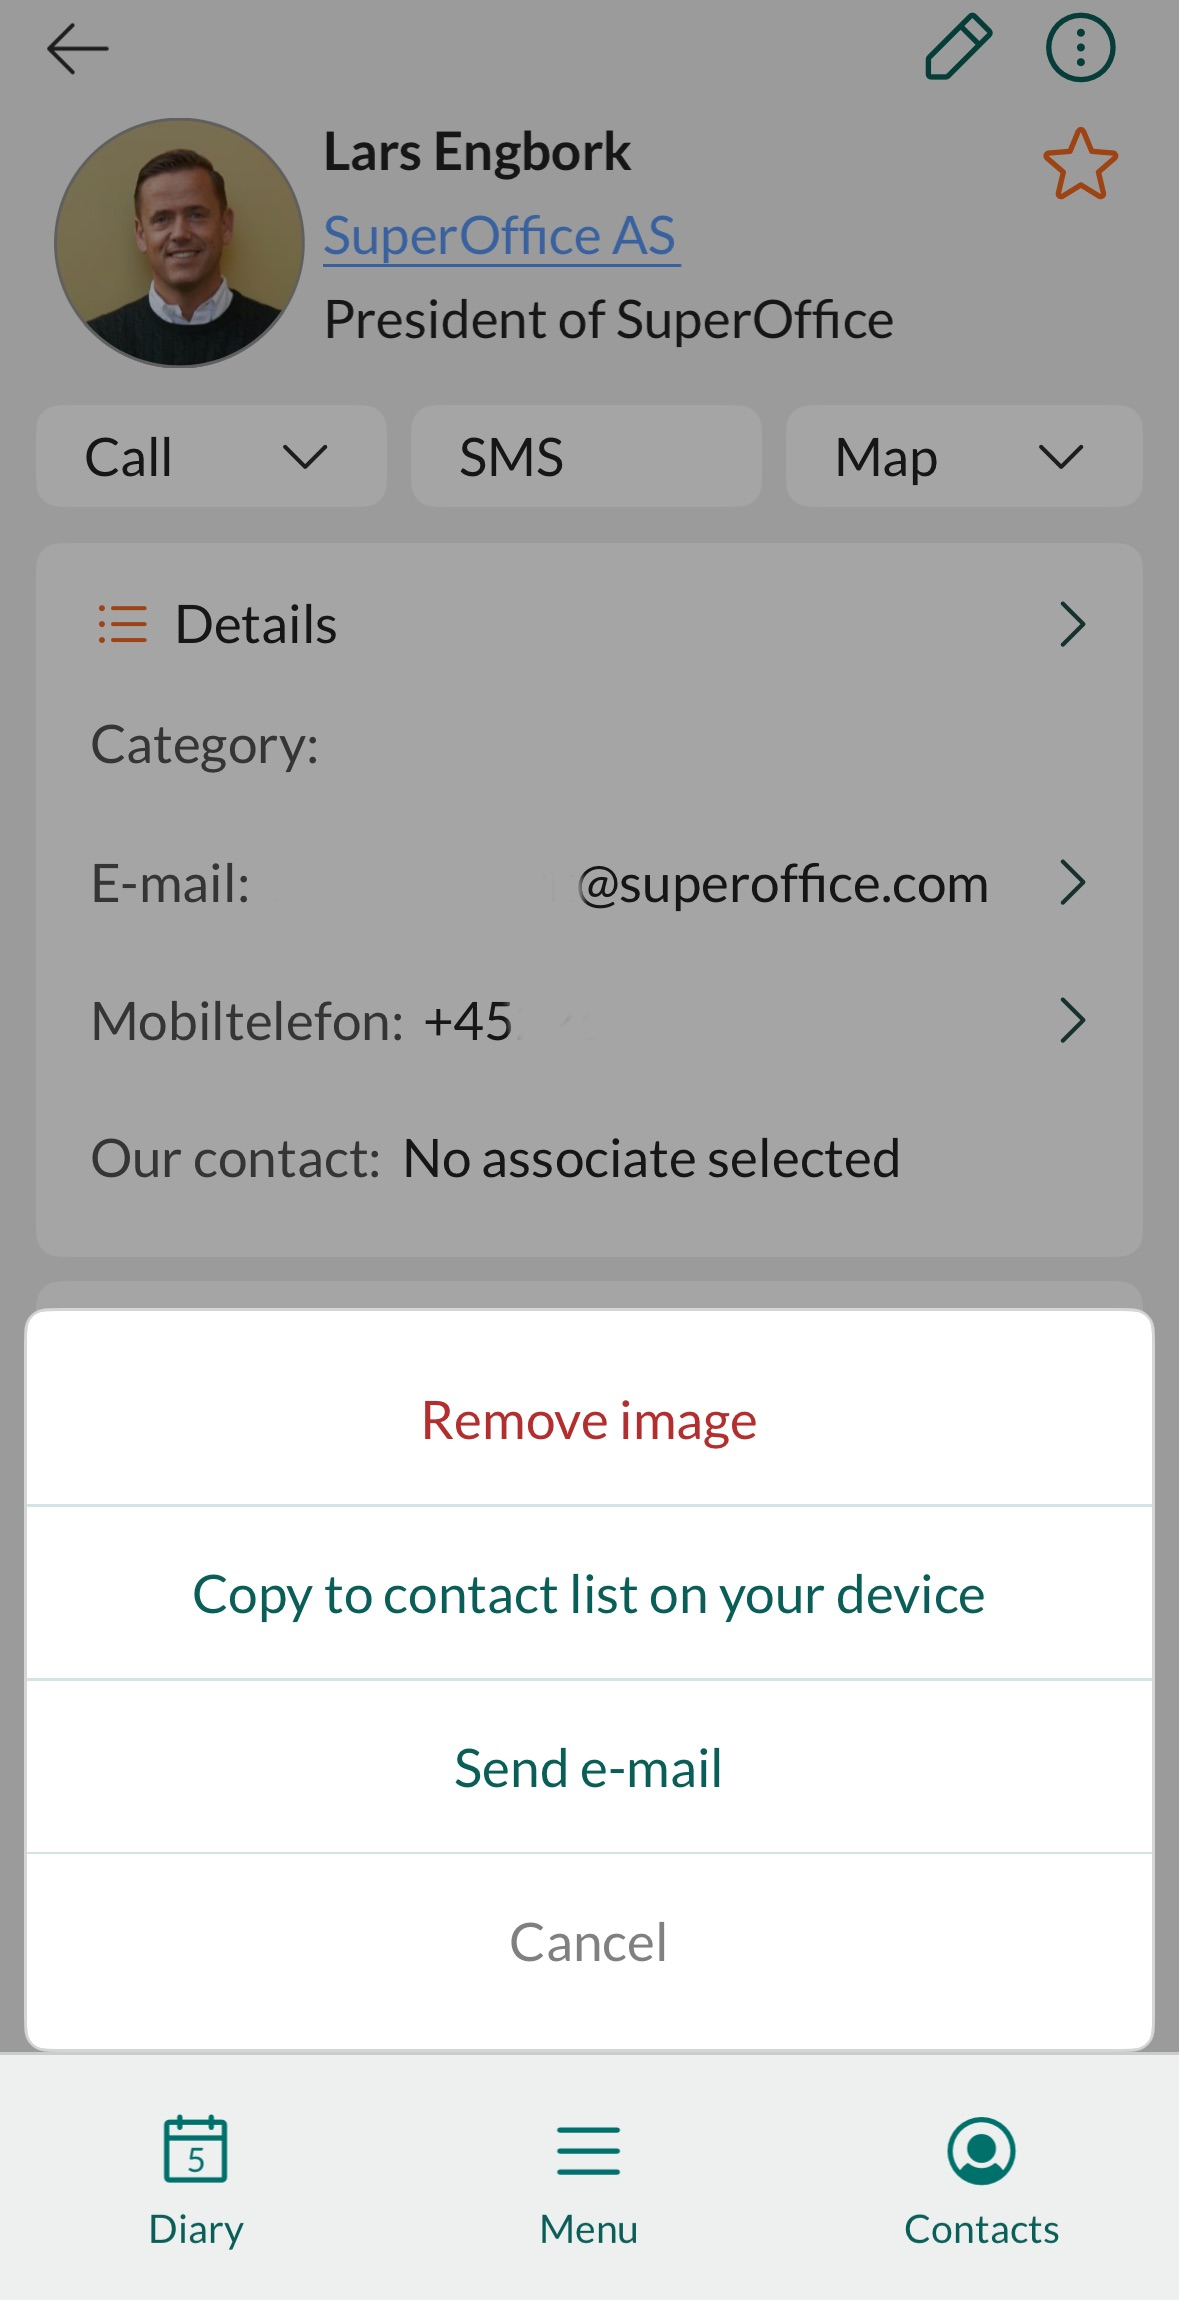 Lars Engbork
SuperOffice AS
President of SuperOffice
Call
SMS
Map
Details
Category:
E-mail: @superoffice.com
Mobiltelefon: +45
Our contact: No associate selected
Remove image
Copy to contact list on your device
Send e-mail
Cancel
5
Diary
Menu
Contacts